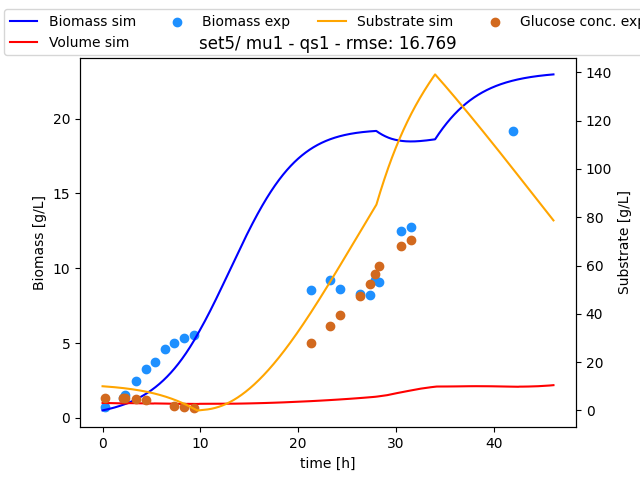 Biomass sim Biomass exp Substrate sim Glucose conc. exp
Volume sim
set5/ mu1 - qs1 - rmse: 16.769
Biomass [g/L]
20
15
10
5
0
0 10 20 30 40
time [h]
140
120
100
80
60
40
20
0
Substrate [g/L]